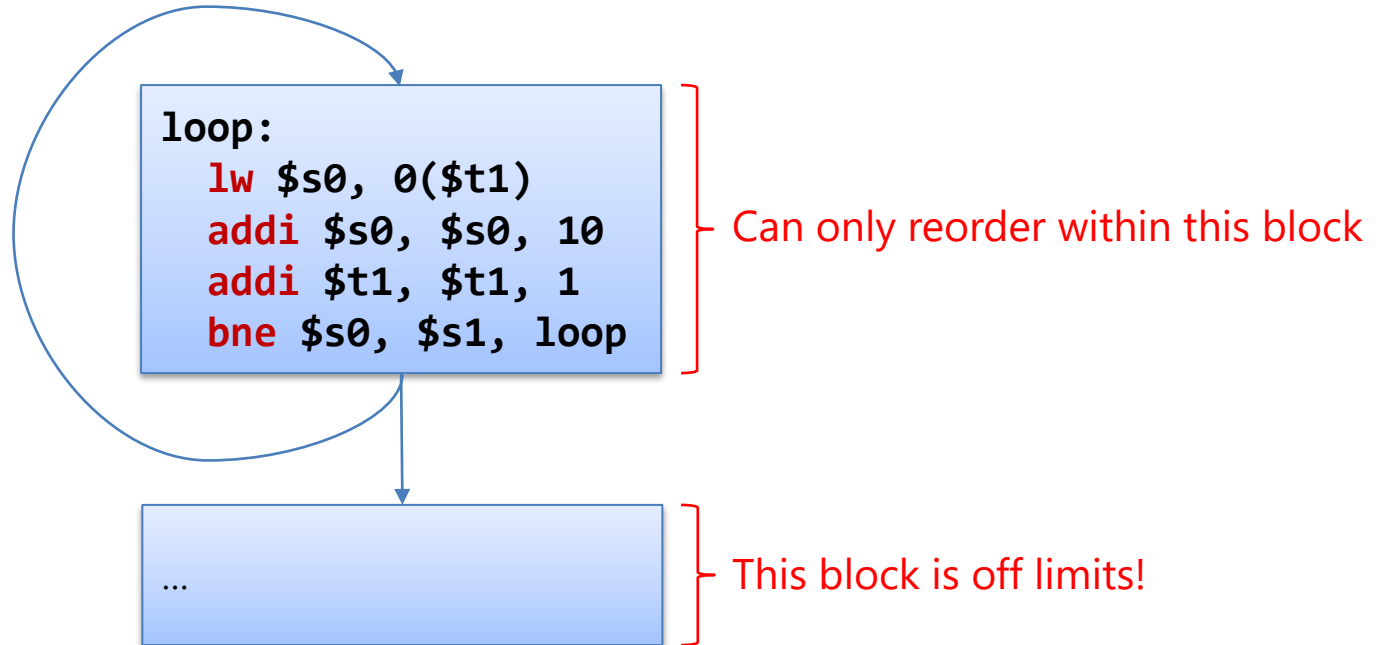 loop:
lw $s0, 0($t1)
addi $s0, $s0, 10
addi $t1, $t1, 1
bne $s0, $s1, loop
Can only reorder within this block
…
This block is off limits!